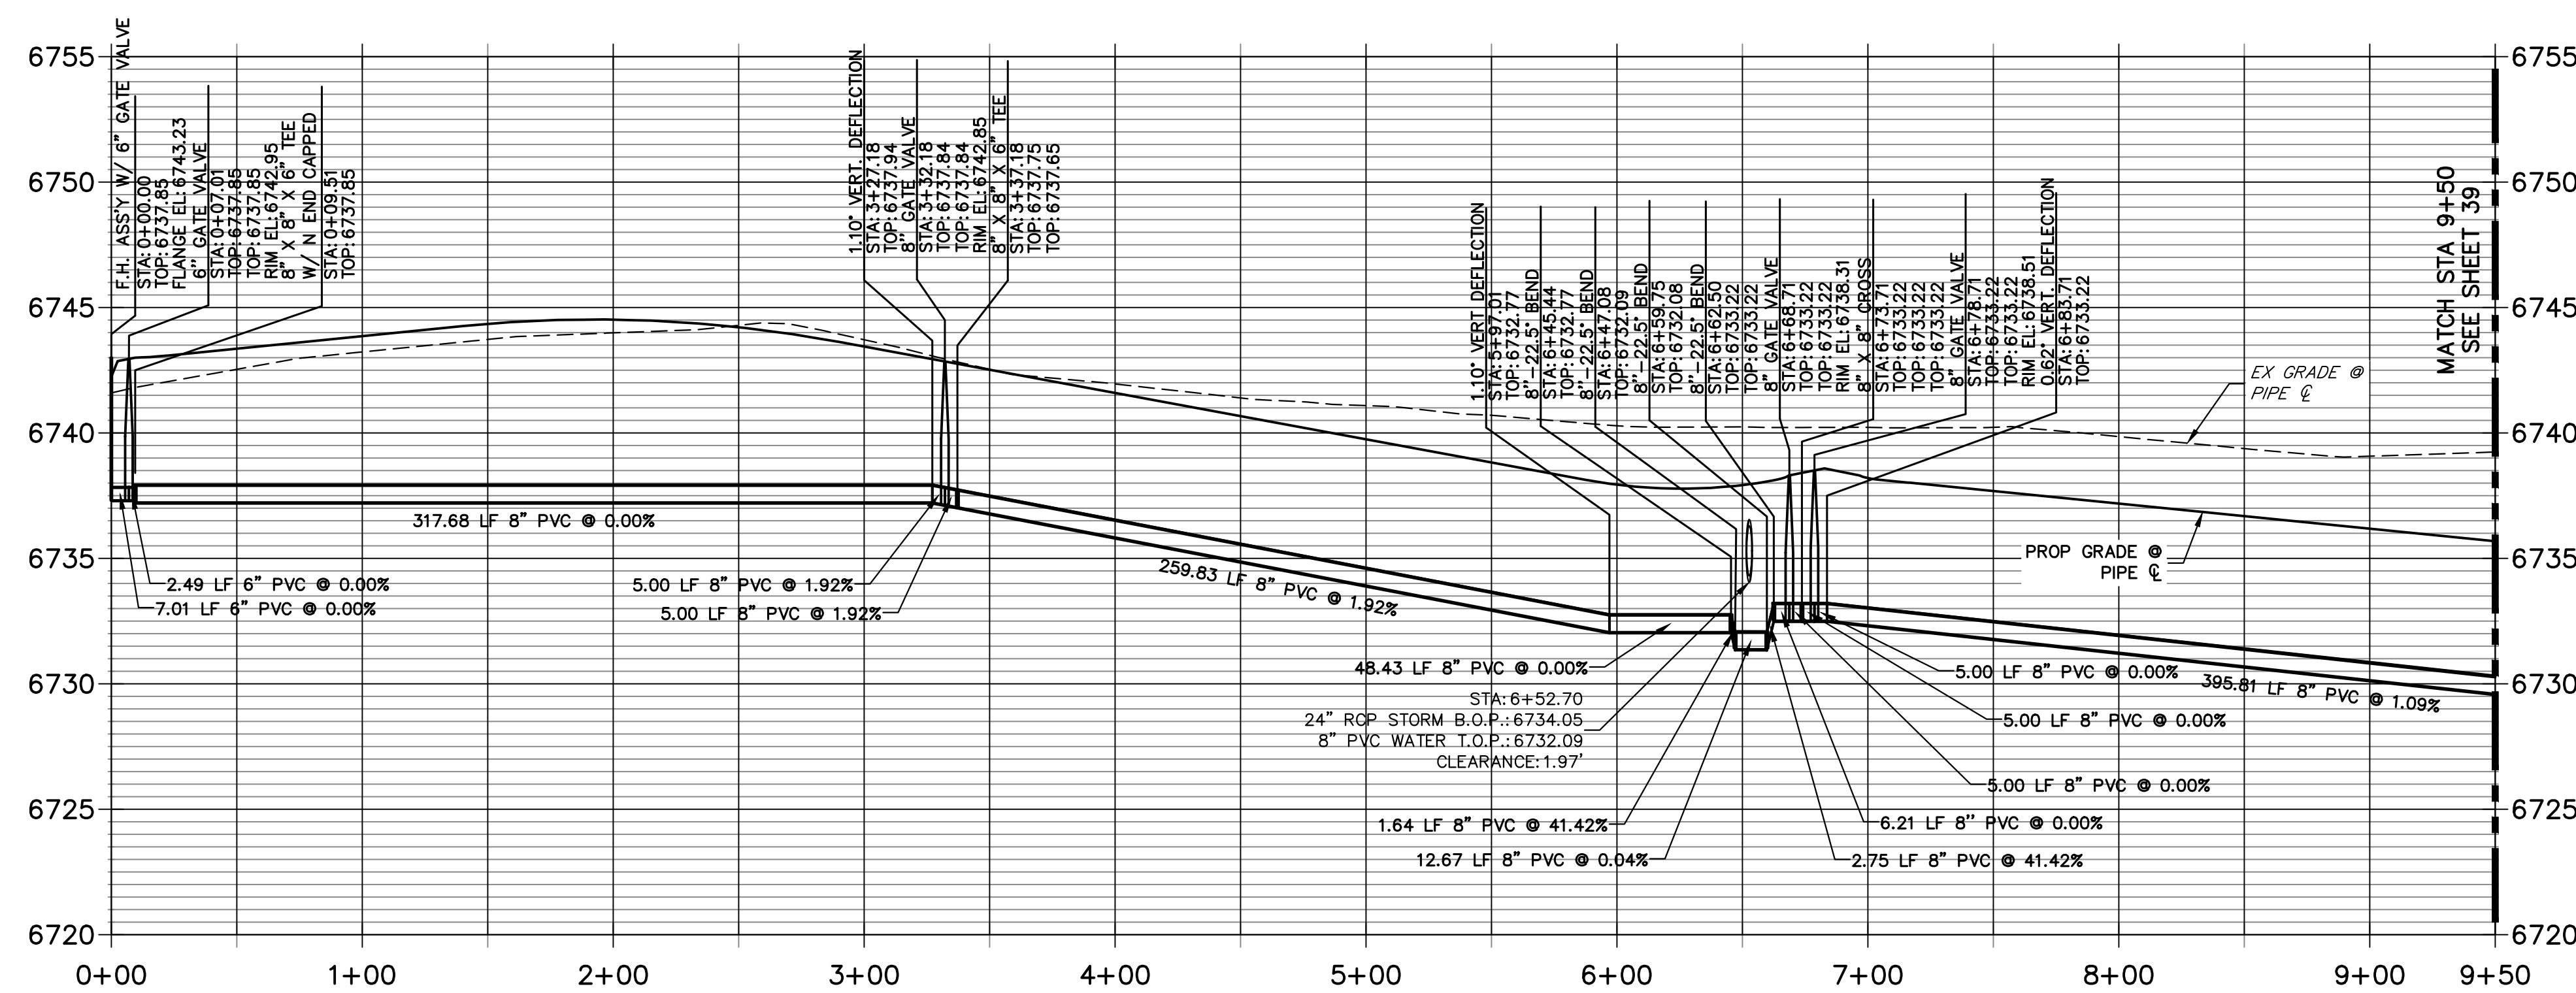 F.H. ASS'Y W/ 6" GATE VALVE
STA:0+00.00
TOP:6737.85
FLANGE EL:6743.23
6" GATE VALVE
STA:0+07.01
TOP:6737.85
TOP:6737.85
RIM EL:6742.95
8" X 8" X 6" TEE
W/ N END CAPPED
STA:0+09.51
TOP:6737.85
1.10° VERT. DEFLECTION
STA:3+27.18
TOP:6737.94
8" GATE VALVE
STA:3+32.18
TOP:6737.84
TOP:6737.84
RIM EL:6742.85
8" X 8" X 6" TEE
STA:3+37.18
TOP:6737.75
TOP:6737.65
1.10° VERT DEFLECTION
STA:5+97.01
TOP:6732.77
8"-22.5° BEND
STA:6+45.44
TOP:6732.77
8"-22.5° BEND
STA:6+47.08
TOP:6732.09
8"-22.5° BEND
STA:6+59.75
TOP:6732.08
8"-22.5° BEND
STA:6+62.50
TOP:6733.22
TOP:6733.22
8" GATE VALVE
STA:6+68.71
TOP:6733.22
TOP:6733.22
RIM EL:6738.31
8" X 8" CROSS
STA:6+73.71
TOP:6733.22
TOP:6733.22
TOP:6733.22
8" GATE VALVE
STA:6+78.71
TOP:6733.22
TOP:6733.22
RIM EL:6738.51
0.62° VERT. DEFLECTION
STA:6+83.71
TOP:6733.22
MATCH STA 9+50
SEE SHEET 39
EX GRADE @
PIPE ℄
PROP GRADE @
PIPE ℄
317.68 LF 8" PVC @ 0.00%
2.49 LF 6" PVC @ 0.00%
7.01 LF 6" PVC @ 0.00%
5.00 LF 8" PVC @ 1.92%
5.00 LF 8" PVC @ 1.92%
259.83 LF 8" PVC @ 1.92%
48.43 LF 8" PVC @ 0.00%
STA:6+52.70
24" RCP STORM B.O.P.:6734.05
8" PVC WATER T.O.P.:6732.09
CLEARANCE:1.97'
1.64 LF 8" PVC @ 41.42%
12.67 LF 8" PVC @ 0.04%
5.00 LF 8" PVC @ 0.00%
395.81 LF 8" PVC @ 1.09%
5.00 LF 8" PVC @ 0.00%
5.00 LF 8" PVC @ 0.00%
6.21 LF 8" PVC @ 0.00%
2.75 LF 8" PVC @ 41.42%
6755
6750
6745
6740
6735
6730
6725
6720
6755
6750
6745
6740
6735
6730
6725
6720
0+00
1+00
2+00
3+00
4+00
5+00
6+00
7+00
8+00
9+00
9+50